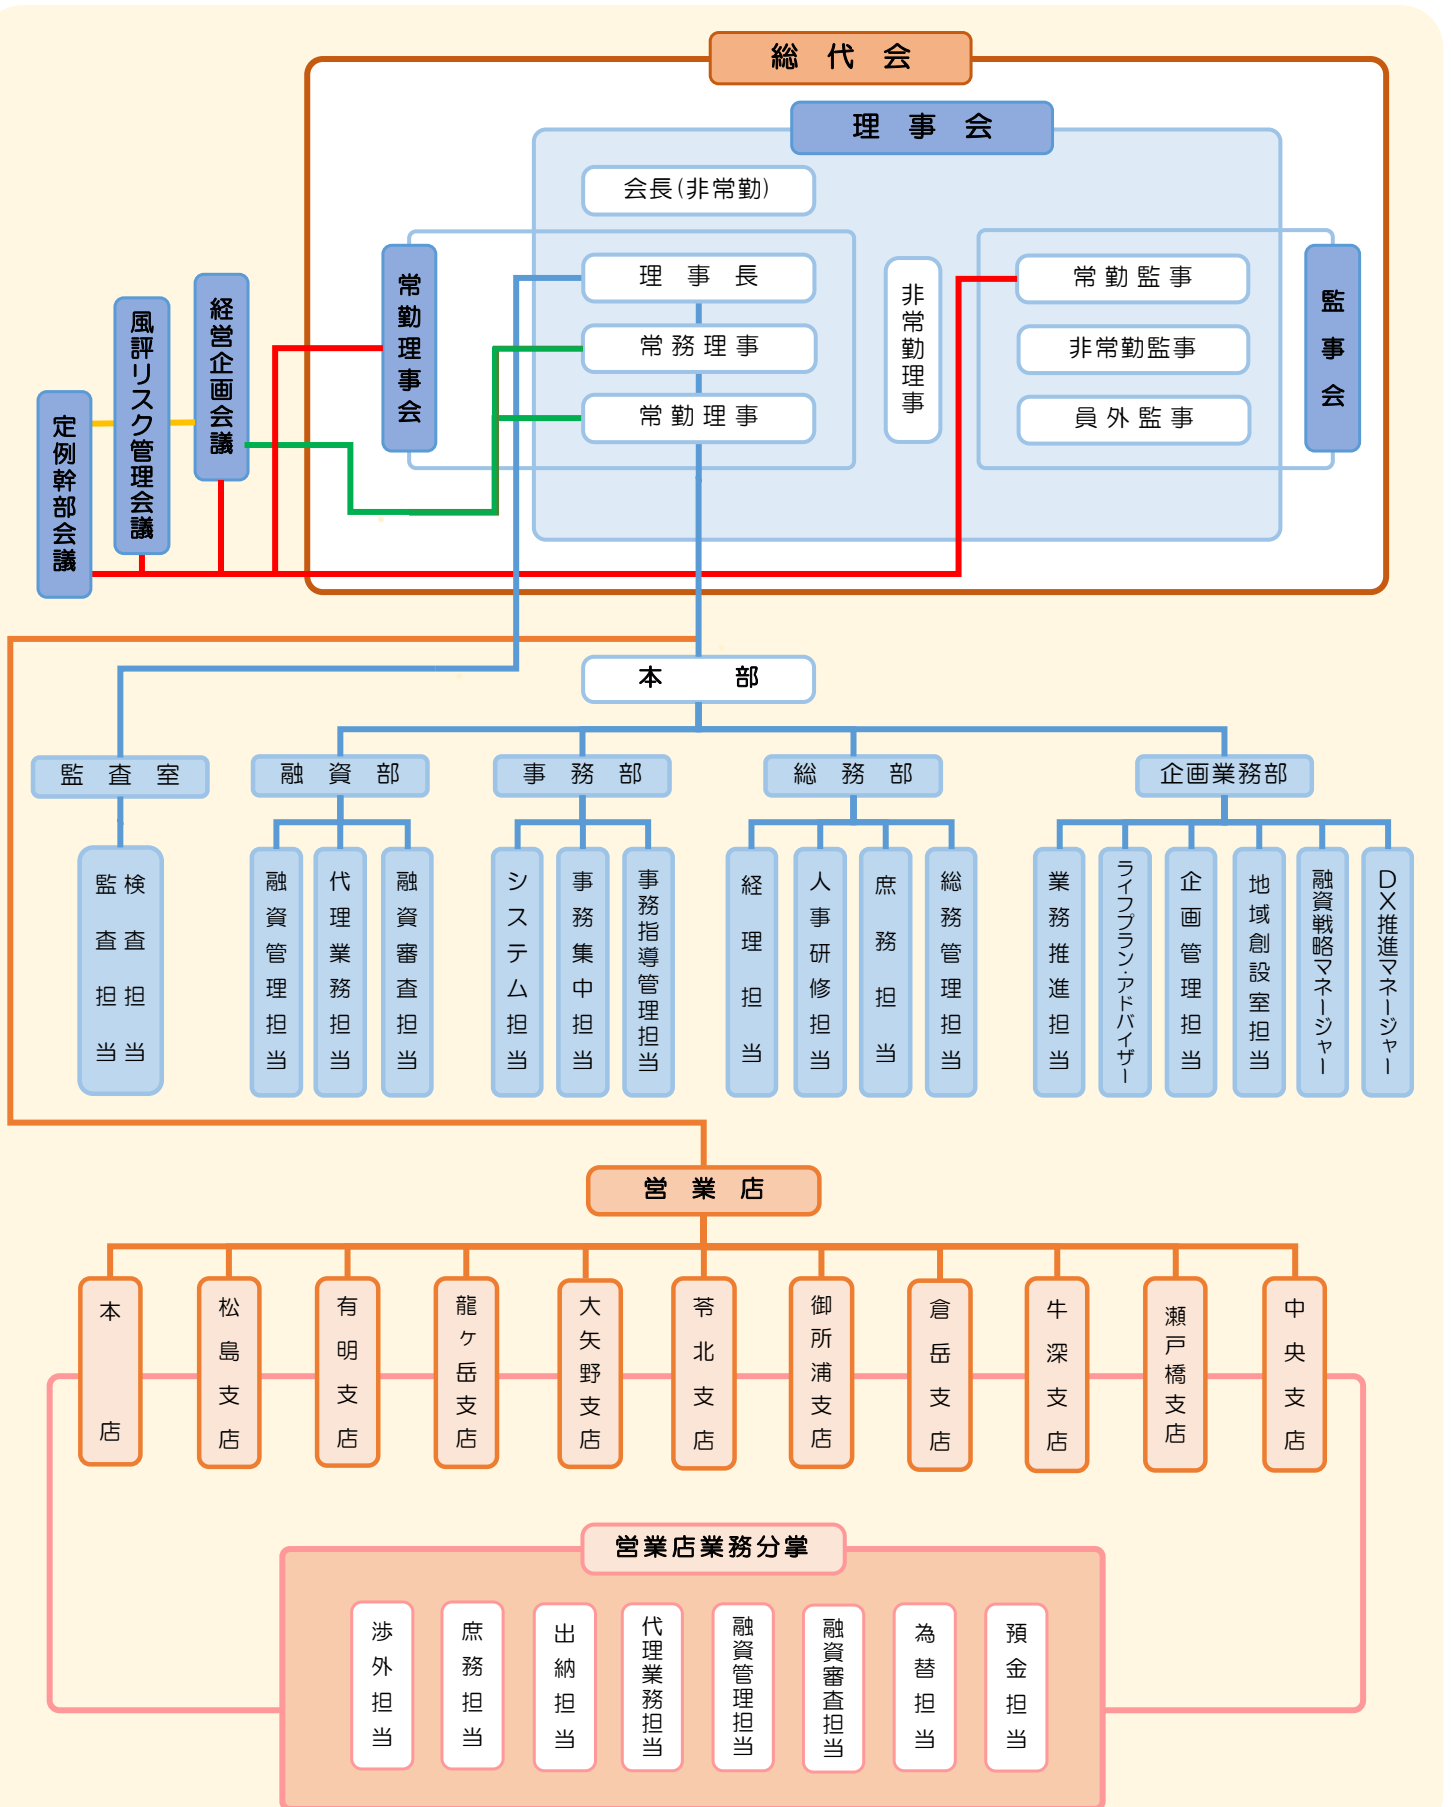 総代会
理事会
会長(非常勤)
理事長
常務理事
常勤理事
常勤理事会
非常勤理事
常勤監事
非常勤監事
員外監事
監事会
経営企画会議
風評リスク管理会議
定例幹部会議
本部
監査室
融資部
事務部
総務部
企画業務部
検査担当
監査担当
融資管理担当
代理業務担当
融資審査担当
システム担当
事務集中担当
事務指導管理担当
経理担当
人事研修担当
庶務担当
総務管理担当
業務推進担当
ライフプラン・アドバイザー
企画管理担当
地域創設室担当
融資戦略マネージャー
DX推進マネージャー
営業店
本店
松島支店
有明支店
龍ヶ岳支店
大矢野支店
苓北支店
御所浦支店
倉岳支店
牛深支店
瀬戸橋支店
中央支店
営業店業務分掌
渉外担当
庶務担当
出納担当
代理業務担当
融資管理担当
融資審査担当
為替担当
預金担当